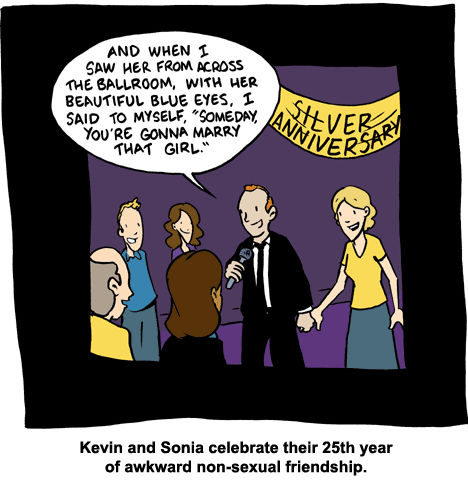 AND WHEN I
SAW HER FROM ACROSS
THE BALLROOM, WITH HER
BEAUTIFUL BLUE EYES, I
SAID TO MYSELF, "SOMEDAY,
YOU'RE GONNA MARRY
THAT GIRL."
SILVER
ANNIVERSARY
Kevin and Sonia celebrate their 25th year
of awkward non-sexual friendship.